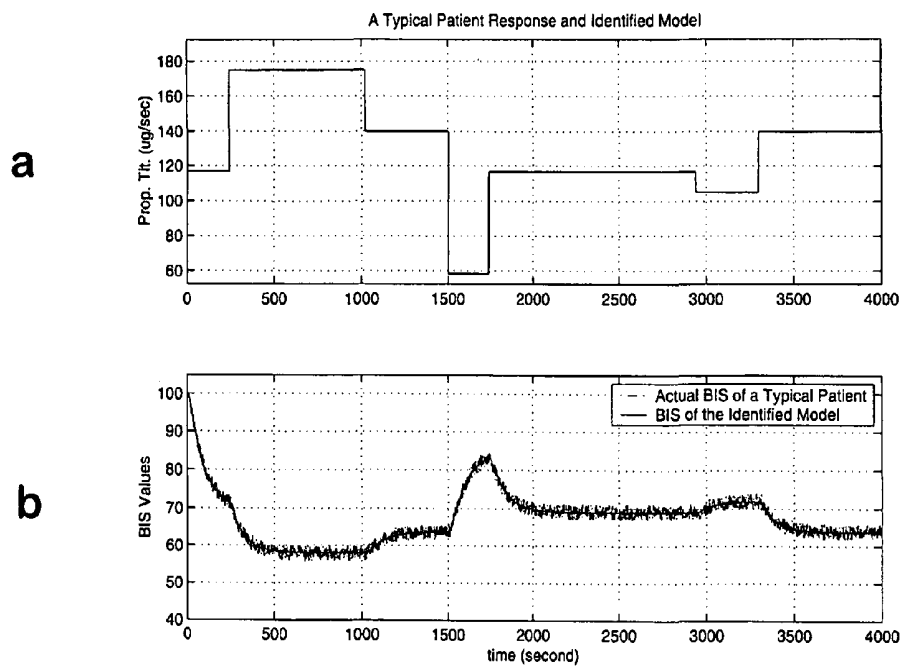 A Typical Patient Response and Identified Model
a
Prop. Tit. (ug/sec)
180
160
140
120
100
80
60
0 500 1000 1500 2000 2500 3000 3500 4000
b
BIS Values
100
90
80
70
60
50
40
Actual BIS of a Typical Patient
BIS of the Identified Model
0 500 1000 1500 2000 2500 3000 3500 4000
time (second)